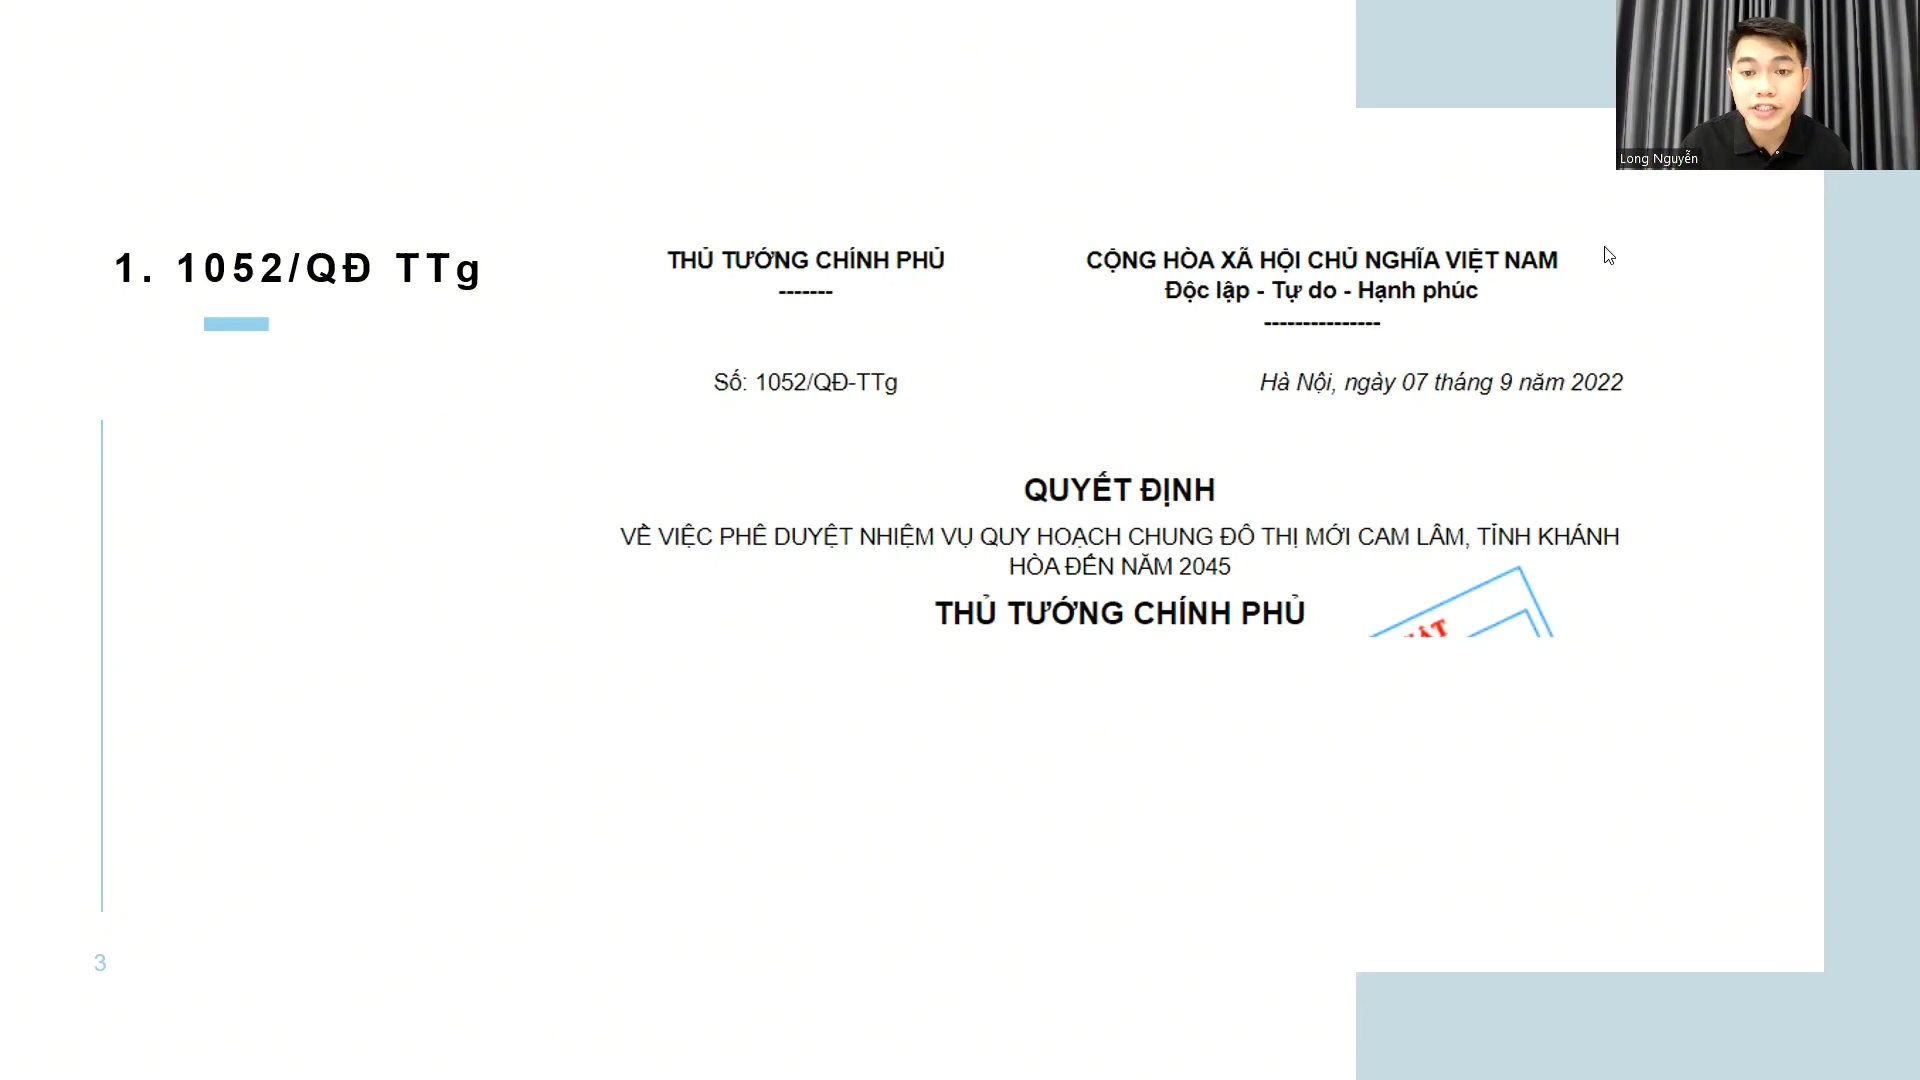 Long Nguyễn
1. 1052/QĐ TTg
THỦ TƯỚNG CHÍNH PHỦ
-------
CỘNG HÒA XÃ HỘI CHỦ NGHĨA VIỆT NAM
Độc lập - Tự do - Hạnh phúc
---------------
Số: 1052/QĐ-TTg
Hà Nội, ngày 07 tháng 9 năm 2022
QUYẾT ĐỊNH
VỀ VIỆC PHÊ DUYỆT NHIỆM VỤ QUY HOẠCH CHUNG ĐÔ THỊ MỚI CAM LÂM, TỈNH KHÁNH
HÒA ĐẾN NĂM 2045
THỦ TƯỚNG CHÍNH PHỦ
3